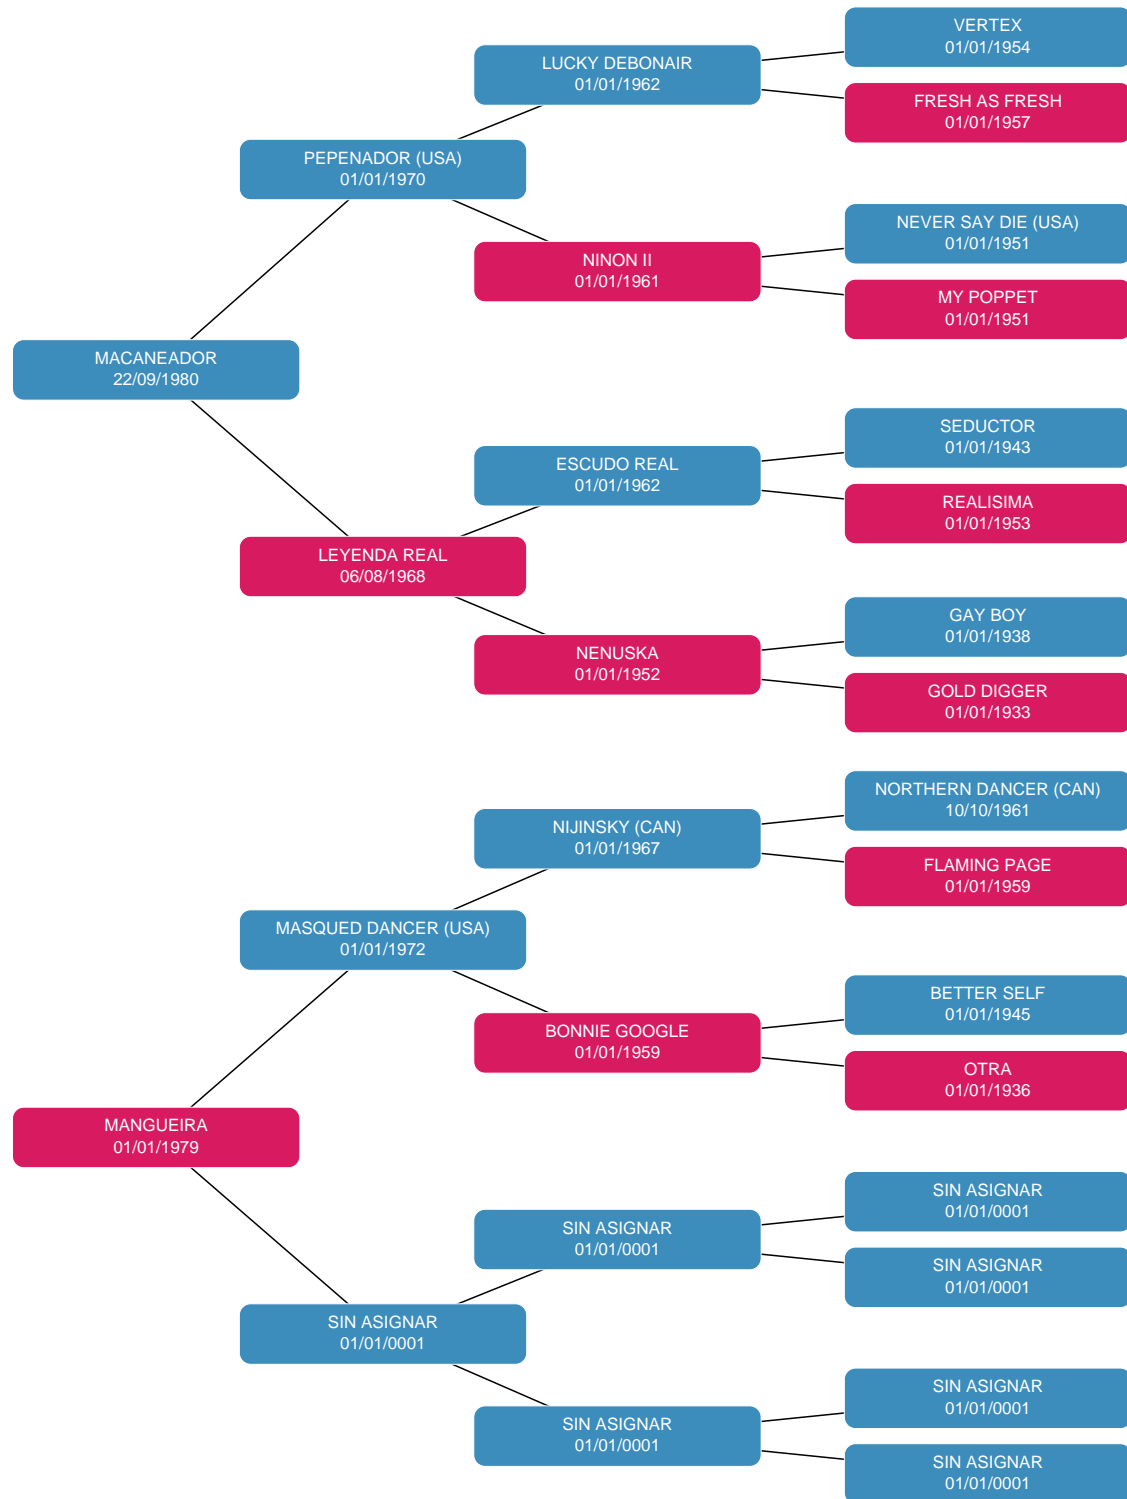 VERTEX
01/01/1954
LUCKY DEBONAIR
01/01/1962
FRESH AS FRESH
01/01/1957
PEPENADOR (USA)
01/01/1970
NEVER SAY DIE (USA)
01/01/1951
NINON II
01/01/1961
MY POPPET
01/01/1951
MACANEADOR
22/09/1980
SEDUCTOR
01/01/1943
ESCUDO REAL
01/01/1962
REALISIMA
01/01/1953
LEYENDA REAL
06/08/1968
GAY BOY
01/01/1938
NENUSKA
01/01/1952
GOLD DIGGER
01/01/1933
NORTHERN DANCER (CAN)
10/10/1961
NIJINSKY (CAN)
01/01/1967
FLAMING PAGE
01/01/1959
MASQUED DANCER (USA)
01/01/1972
BETTER SELF
01/01/1945
BONNIE GOOGLE
01/01/1959
OTRA
01/01/1936
MANGUEIRA
01/01/1979
SIN ASIGNAR
01/01/0001
SIN ASIGNAR
01/01/0001
SIN ASIGNAR
01/01/0001
SIN ASIGNAR
01/01/0001
SIN ASIGNAR
01/01/0001
SIN ASIGNAR
01/01/0001
SIN ASIGNAR
01/01/0001